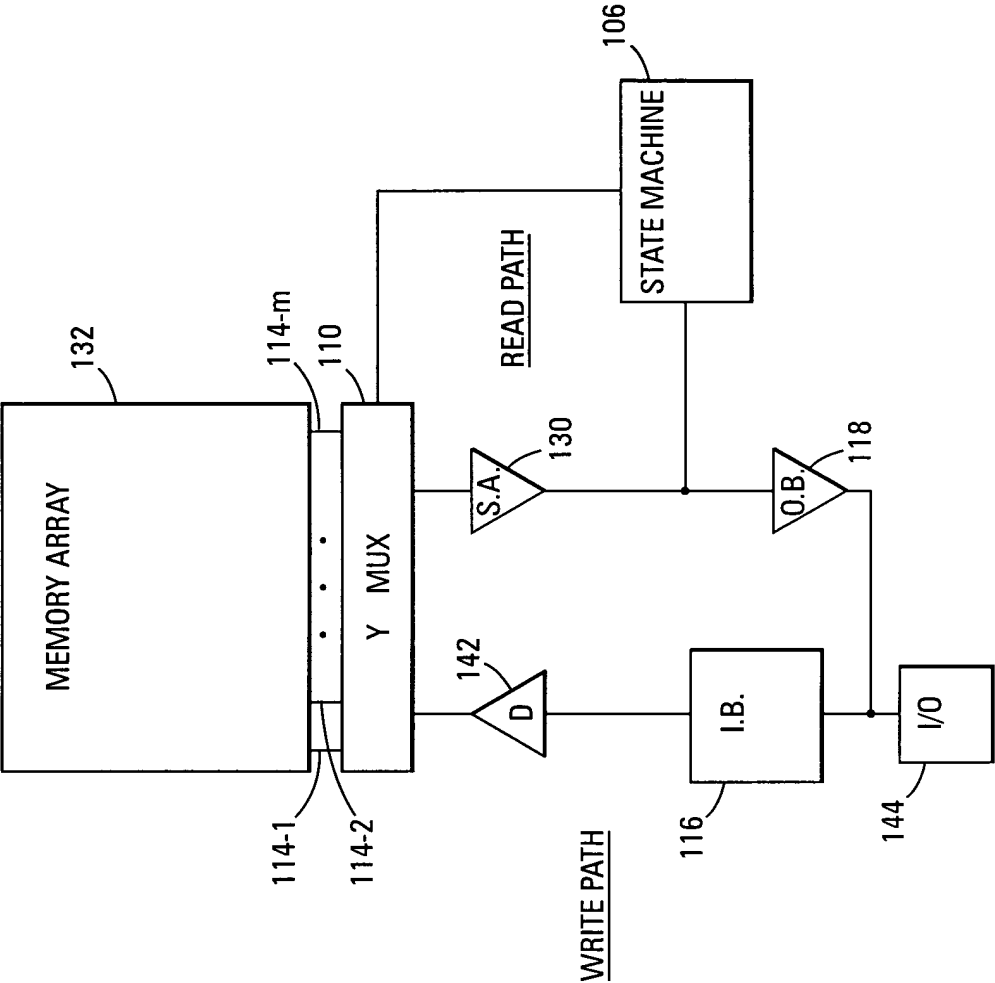 132
MEMORY ARRAY
114-1
114-2
114-m
Y MUX
110
142
D
S.A.
130
READ PATH
STATE MACHINE
106
WRITE PATH
116
I.B.
O.B.
118
144
I/O